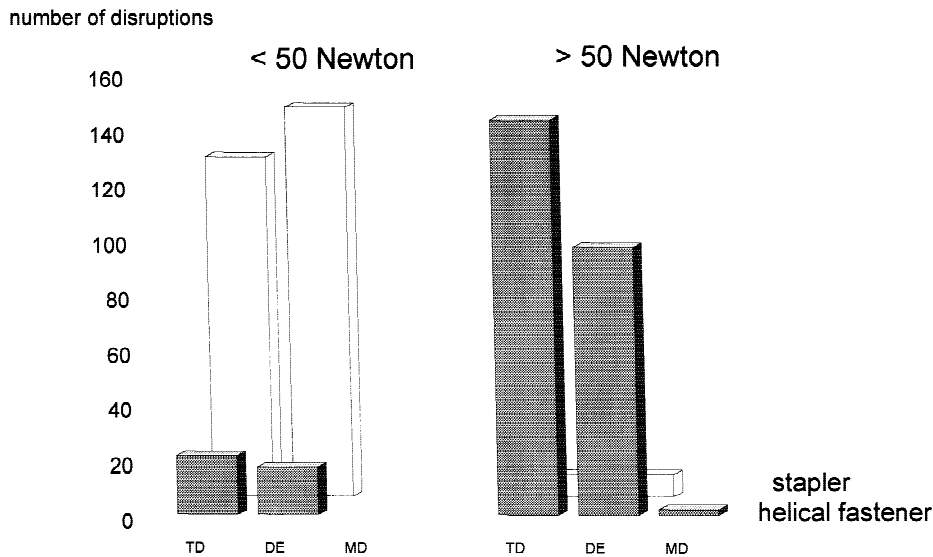 number of disruptions
< 50 Newton
> 50 Newton
160
140
120
100
80
60
40
20
0
stapler
helical fastener
TD
DE
MD
TD
DE
MD